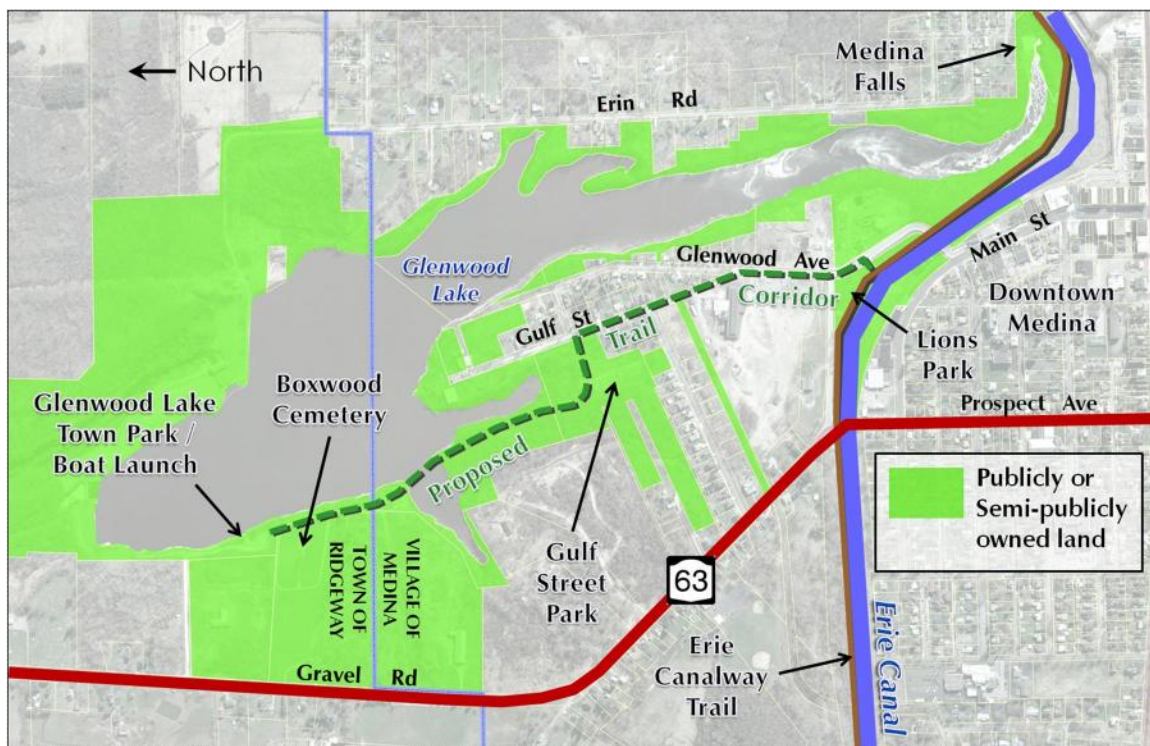 ← North
Medina
Falls
Erin Rd
Glenwood
Lake
Glenwood Ave
Main St
Downtown
Medina
Corridor
Trail
Gulf St
Lions
Park
Boxwood
Cemetery
Glenwood Lake
Town Park /
Boat Launch
Prospect Ave
Proposed
Publicly or
Semi-publicly
owned land
VILLAGE OF
MEDINA
TOWN OF
RIDGEWAY
Gulf
Street
Park
63
Erie
Canalway
Trail
Erie Canal
Gravel Rd